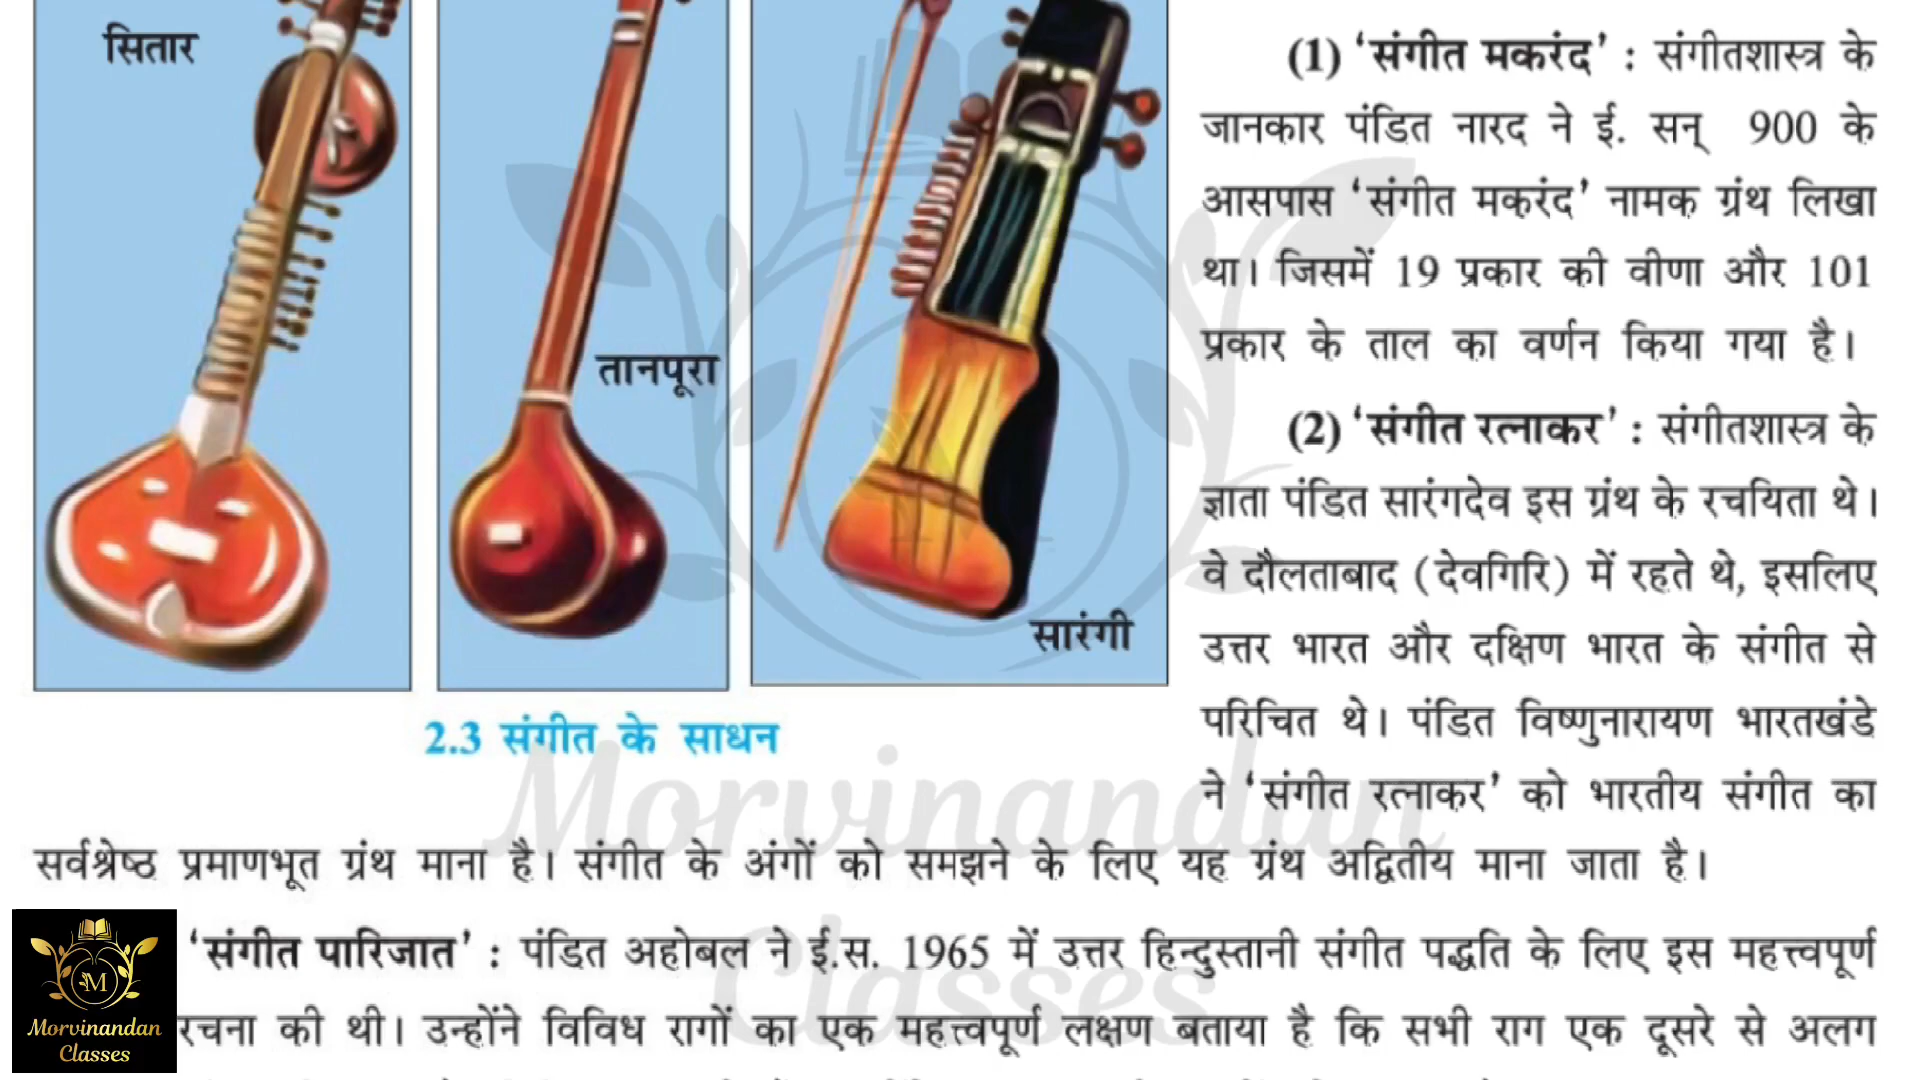 सितार
तानपूरा
सारंगी
2.3 संगीत के साधन
(1) ‘संगीत मकरंद’ : संगीतशास्त्र के
जानकार पंडित नारद ने ई. सन् 900 के
आसपास ‘संगीत मकरंद’ नामक ग्रंथ लिखा
था। जिसमें 19 प्रकार की वीणा और 101
प्रकार के ताल का वर्णन किया गया है।
(2) ‘संगीत रत्नाकर’ : संगीतशास्त्र के
ज्ञाता पंडित सारंगदेव इस ग्रंथ के रचयिता थे।
वे दौलताबाद (देवगिरि) में रहते थे, इसलिए
उत्तर भारत और दक्षिण भारत के संगीत से
परिचित थे। पंडित विष्णुनारायण भारतखंडे
ने ‘संगीत रत्नाकर’ को भारतीय संगीत का
सर्वश्रेष्ठ प्रमाणभूत ग्रंथ माना है। संगीत के अंगों को समझने के लिए यह ग्रंथ अद्वितीय माना जाता है।
‘संगीत पारिजात’ : पंडित अहोबल ने ई.स. 1965 में उत्तर हिन्दुस्तानी संगीत पद्धति के लिए इस महत्त्वपूर्ण
रचना की थी। उन्होंने विविध रागों का एक महत्त्वपूर्ण लक्षण बताया है कि सभी राग एक दूसरे से अलग
Morvinandan
Classes
M
Morvinandan
Classes